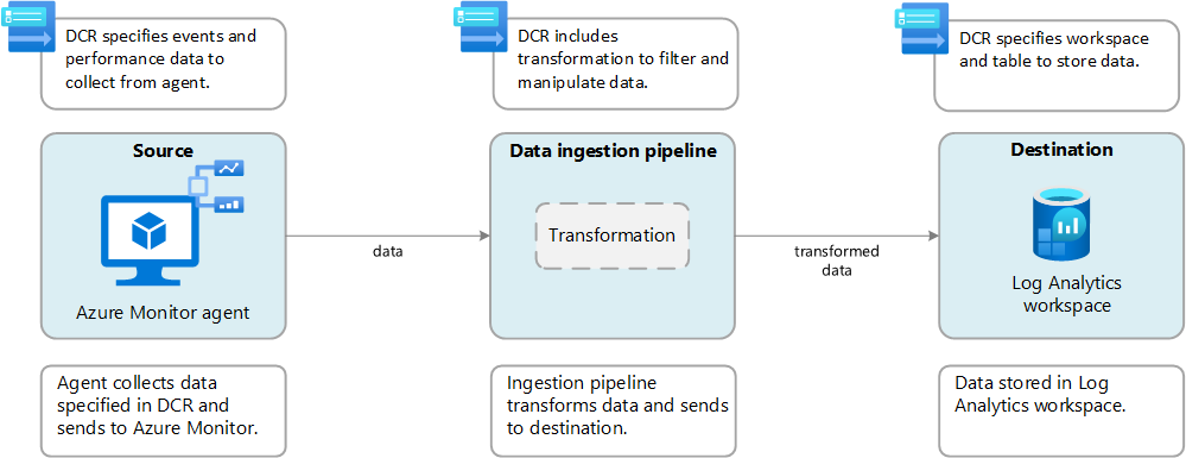 DCR specifies events and
performance data to
collect from agent.
DCR includes
transformation to filter and
manipulate data.
DCR specifies workspace
and table to store data.
Source
Azure Monitor agent
data
Data ingestion pipeline
Transformation
transformed
data
Destination
Log Analytics
workspace
Agent collects data
specified in DCR and
sends to Azure Monitor.
Ingestion pipeline
transforms data and sends
to destination.
Data stored in Log
Analytics workspace.